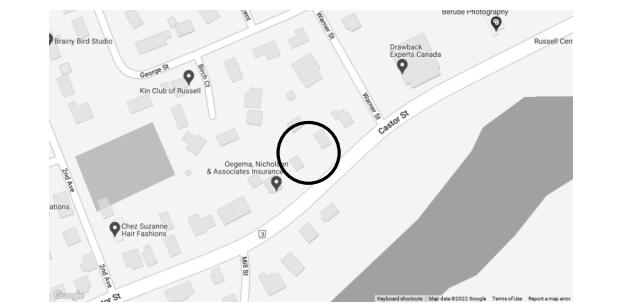 Berube Photography
Warner St
Brainy Bird Studio
Drawback
Experts Canada
Russell Cen
George St
Birch Ct
Kin Club of Russell
Warner St
Castor St
Oegema, Nicholson
& Associates Insurance
2nd Ave
ations
Chez Suzanne
Hair Fashions
3
Mill St
2nd Ave
Google
tor St
Keyboard shortcuts Map data ©2022 Google Terms of Use Report a map error